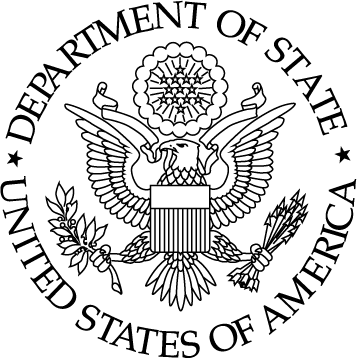 DEPARTMENT OF STATE
UNITED STATES OF AMERICA